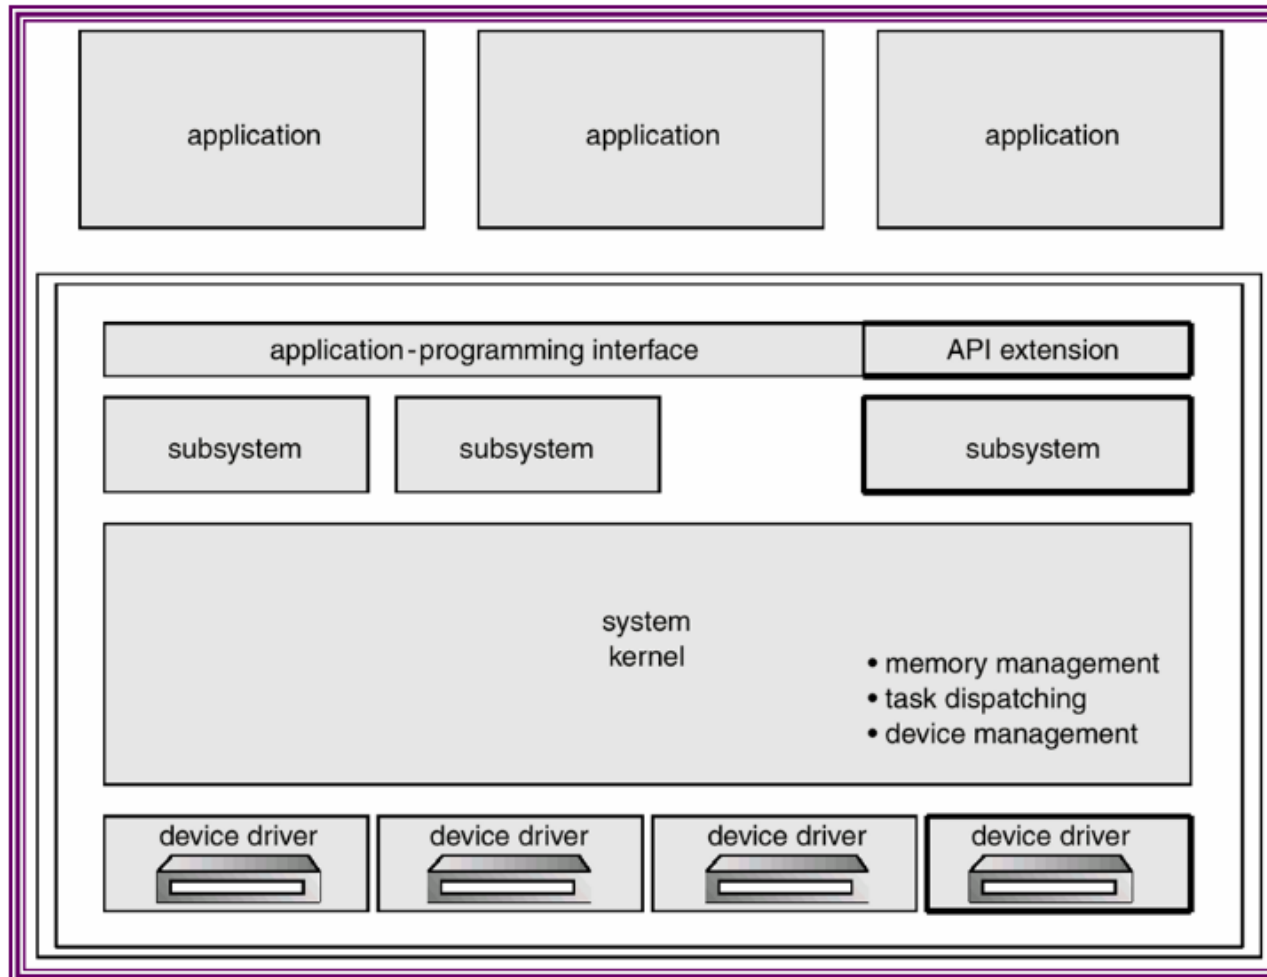 application
application
application
application-programming interface
API extension
subsystem
subsystem
subsystem
system
kernel
• memory management
• task dispatching
• device management
device driver
device driver
device driver
device driver